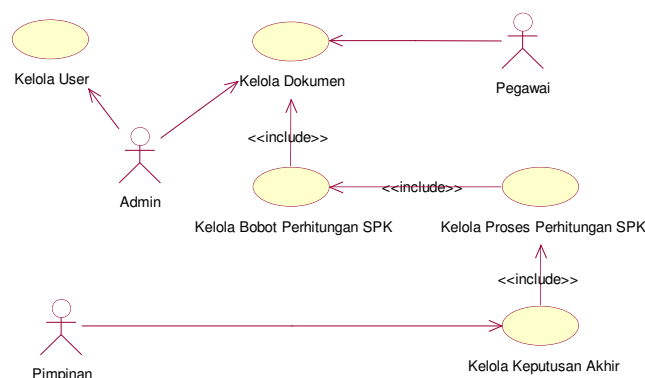 Kelola User
Kelola Dokumen
Pegawai
<<include>>
Admin
<<include>>
Kelola Bobot Perhitungan SPK
Kelola Proses Perhitungan SPK
<<include>>
Pimpinan
Kelola Keputusan Akhir